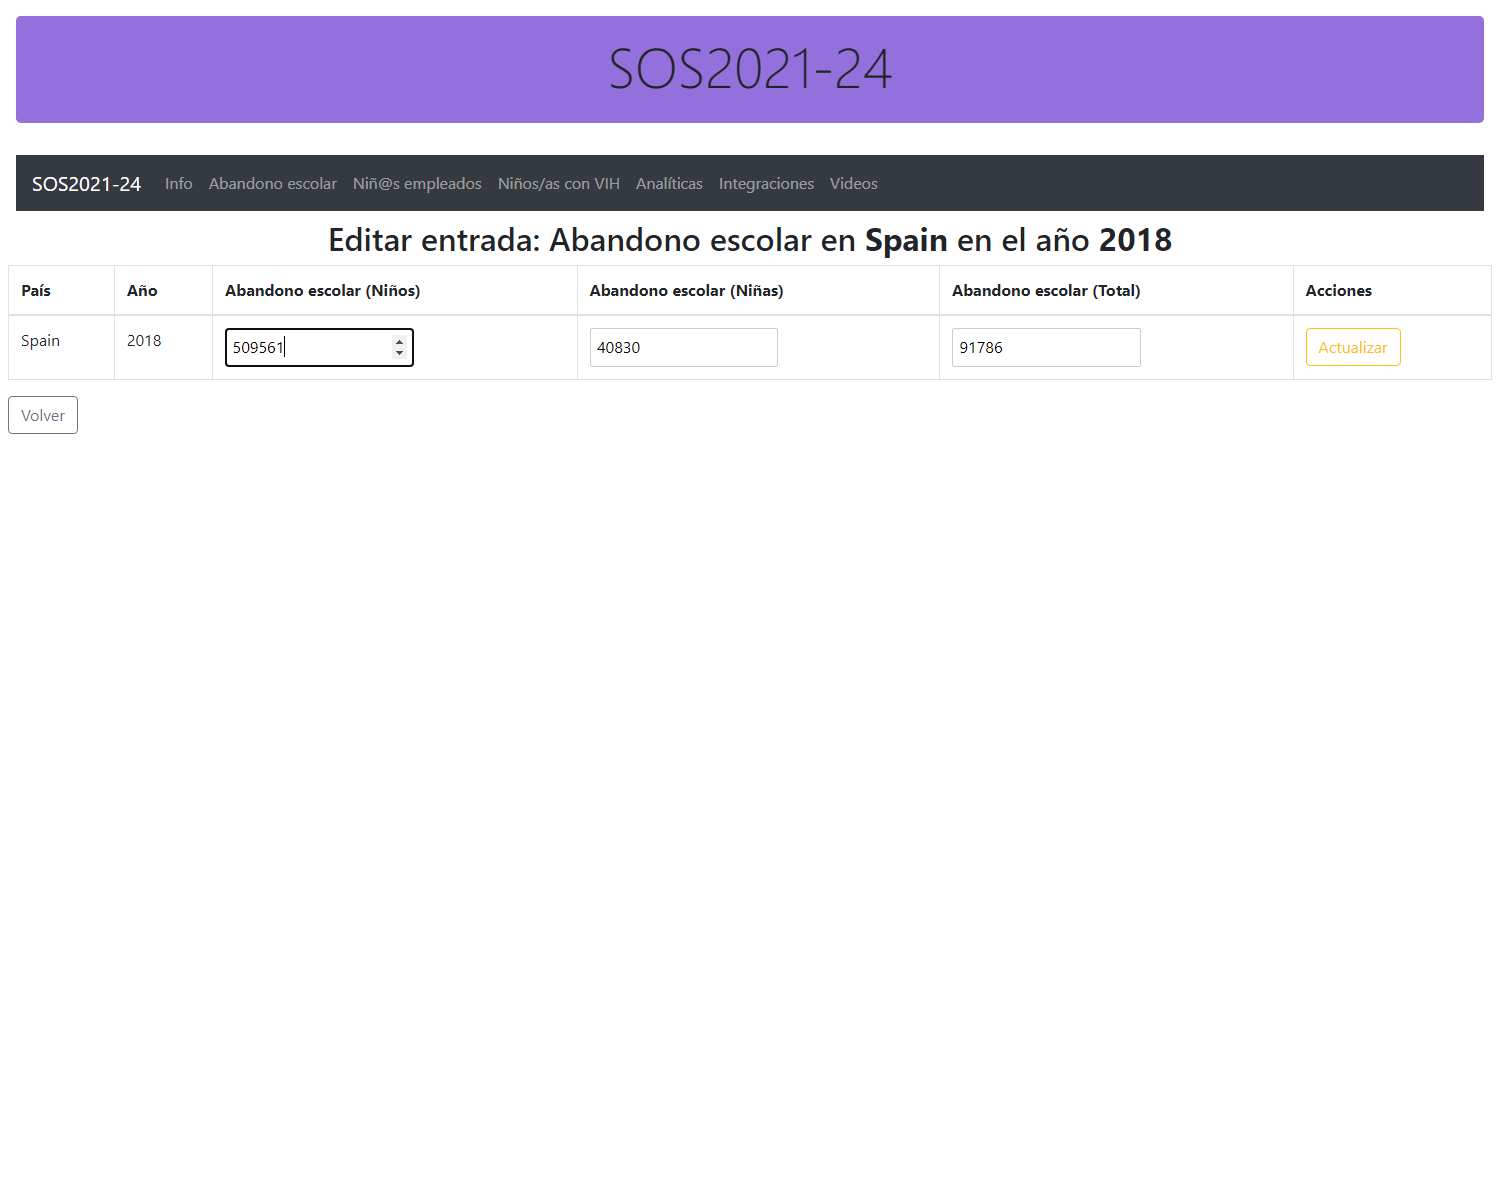 SOS2021-24
SOS2021-24 Info Abandono escolar Niñ@s empleados Niños/as con VIH Analíticas Integraciones Videos
Editar entrada: Abandono escolar en Spain en el año 2018
País Año Abandono escolar (Niños) Abandono escolar (Niñas) Abandono escolar (Total) Acciones
Spain 2018 509561 40830 91786 Actualizar
Volver